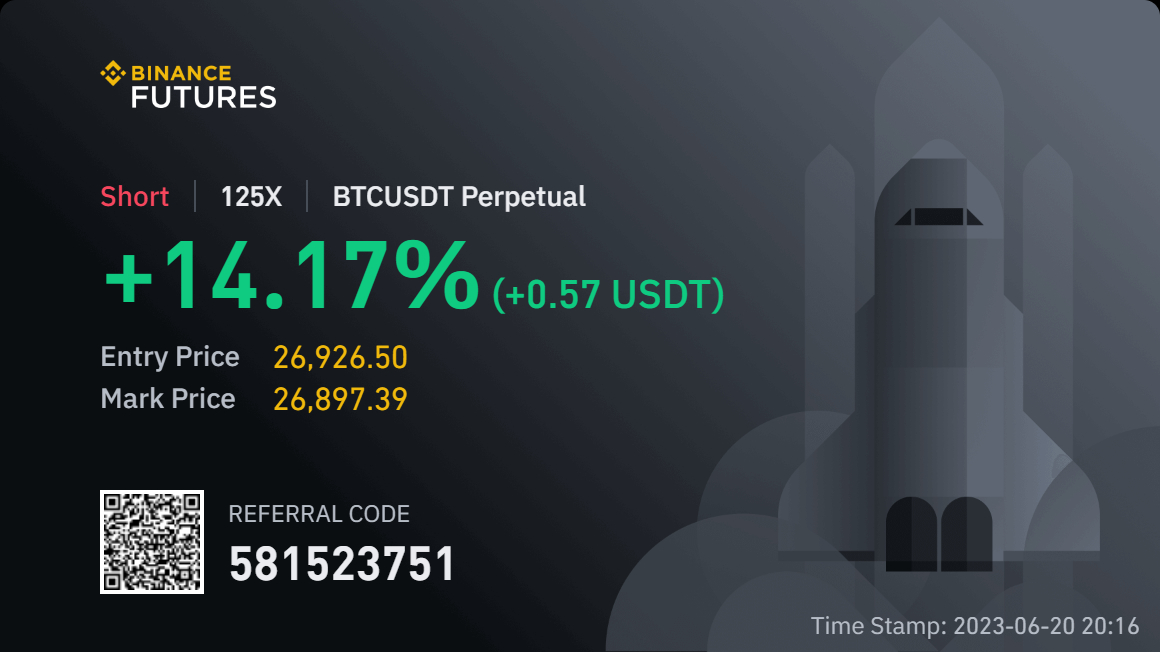 BINANCE
FUTURES
Short | 125X | BTCUSDT Perpetual
+14.17% (+0.57 USDT)
Entry Price 26,926.50
Mark Price 26,897.39
REFERRAL CODE
581523751
Time Stamp: 2023-06-20 20:16